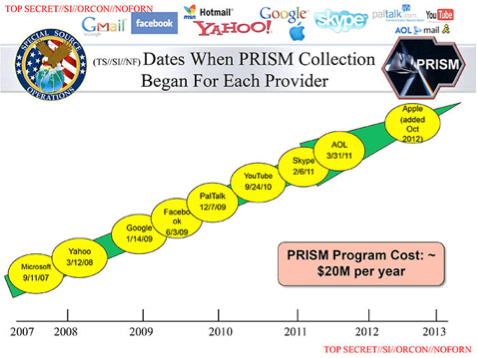 TOP SECRET//SI//ORCON//NOFORN
Gmail
facebook
msn
Hotmail
YAHOO!
Google
skype
paltalk.com
YouTube
AOL mail
SPECIAL SOURCE
OPERATIONS
(TS//SI//NF) Dates When PRISM Collection
Began For Each Provider
PRISM
Microsoft
9/11/07
Yahoo
3/12/08
Google
1/14/09
Facebo
ok
6/3/09
PalTalk
12/7/09
YouTube
9/24/10
Skype
2/6/11
AOL
3/31/11
Apple
(added
Oct
2012)
PRISM Program Cost: ~
$20M per year
2007 2008 2009 2010 2011 2012 2013
TOP SECRET//SI//ORCON//NOFORN